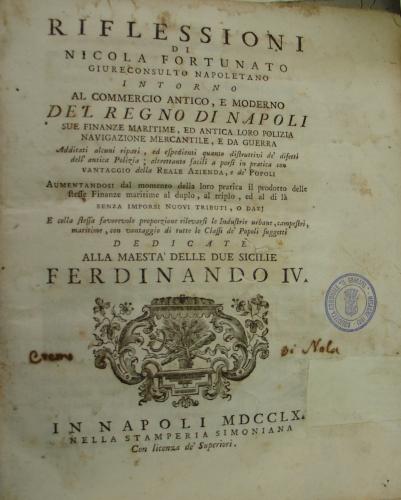 RIFLESSIONI
DI
NICOLA FORTUNATO
GIURECONSULTO NAPOLETANO
INTORNO
AL COMMERCIO ANTICO, E MODERNO
DEL REGNO DI NAPOLI
SUE FINANZE MARITIME, ED ANTICA LORO POLIZIA
NAVIGAZIONE MERCANTILE, E DA GUERRA
Additati alcuni ripari, ed espedienti quanto distruttivi de' difetti
dell' antica Polizia; altrettanto facili a porsi in pratica con
VANTAGGIO della REALE AZIENDA, e de' POPOLI
AUMENTANDOSI dal momento della loro pratica il prodotto delle
stesse Finanze maritime al duplo, al triplo, ed al di là
SENZA IMPORSI NUOVI TRIBUTI, O DAZJ
E colla stessa favorevole proporzione rilevarsi le Industrie urbane, campestri,
maritime, con vantaggio di tutte le Classi de' Popoli suggetti
DEDICATE
ALLA MAESTA' DELLE DUE SICILIE
FERDINANDO IV.
Di Nola
IN NAPOLI MDCCLX.
NELLA STAMPERIA SIMONIANA
Con licenza de' Superiori.